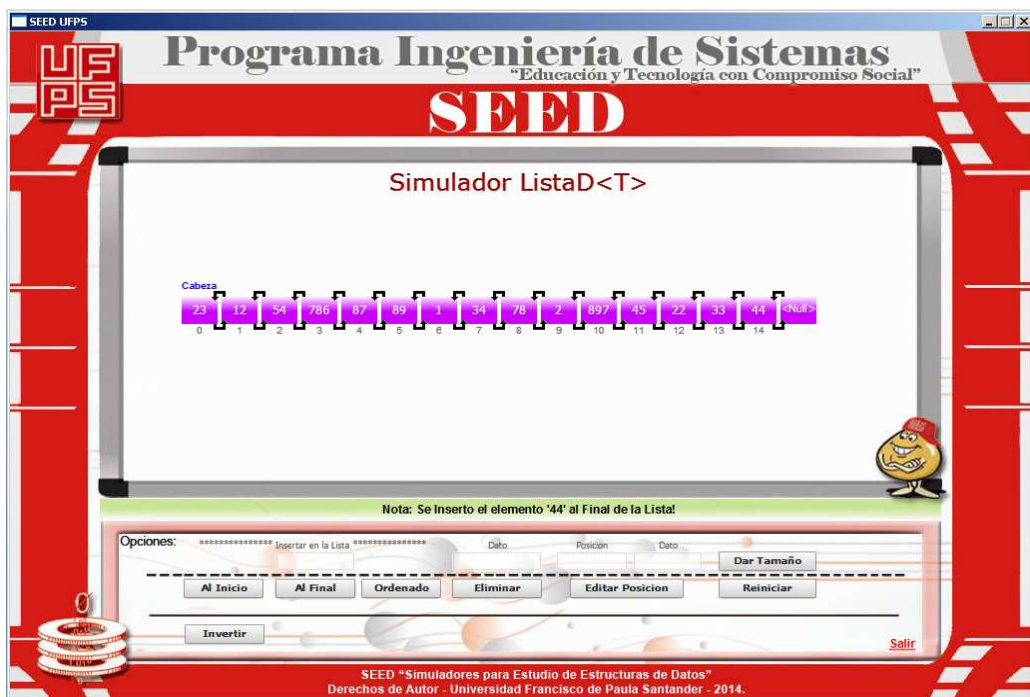 SEED UFPS
UFPS
Programa Ingeniería de Sistemas
“Educación y Tecnología con Compromiso Social”
SEED
Simulador ListaD<T>
Cabeza
23 12 54 786 87 89 1 34 78 2 897 45 22 33 44 <Null>
0 1 2 3 4 5 6 7 8 9 10 11 12 13 14
Nota: Se Inserto el elemento '44' al Final de la Lista!
Opciones:
*************** Insertar en la Lista *************** Dato Posicion Dato
Dar Tamaño
Al Inicio Al Final Ordenado Eliminar Editar Posicion Reiniciar
Invertir
Salir
SEED “Simuladores para Estudio de Estructuras de Datos”
Derechos de Autor - Universidad Francisco de Paula Santander - 2014.